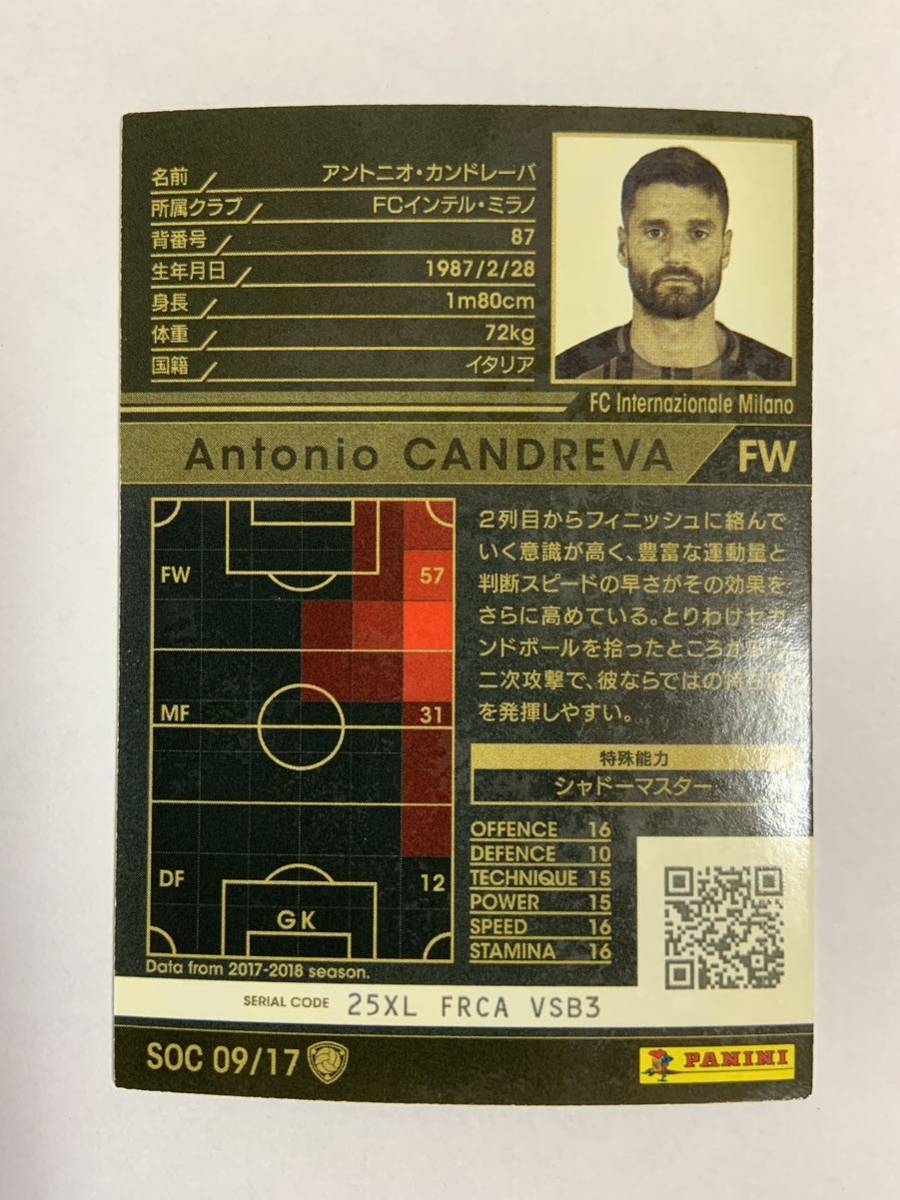 名前 アントニオ・カンドレーバ
所属クラブ FCインテル・ミラノ
背番号 87
生年月日 1987/2/28
身長 1m80cm
体重 72kg
国籍 イタリア
FC Internazionale Milano
Antonio CANDREVA FW
FW 57
MF 31
DF 12
GK
Data from 2017-2018 season.
2列目からフィニッシュに絡んで
いく意識が高く、豊富な運動量と
判断スピードの早さがその効果を
さらに高めている。とりわけセカ
ンドボールを拾ったところからの
二次攻撃で、彼ならではの
を発揮しやすい。
特殊能力
シャドーマスター
OFFENCE 16
DEFENCE 10
TECHNIQUE 15
POWER 15
SPEED 16
STAMINA 16
SERIAL CODE 25XL FRCA VSB3
SOC 09/17
PANINI